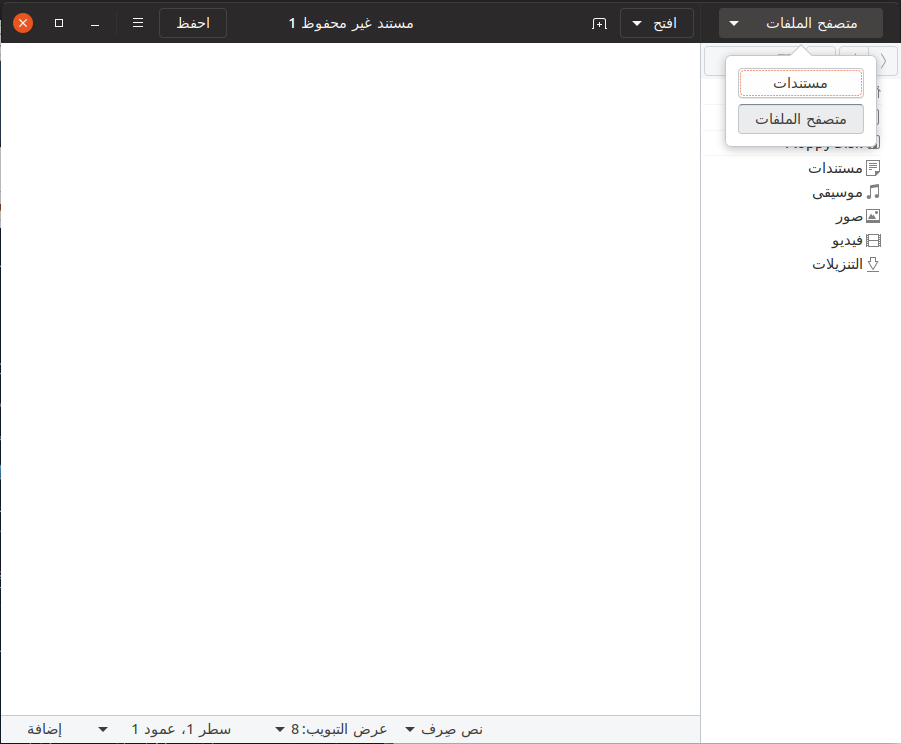 متصفح الملفات
افتح
مستند غير محفوظ 1
احفظ
مستندات
متصفح الملفات
مستندات
موسيقى
صور
فيديو
التنزيلات
نص صِرف
عرض التبويب: 8
سطر 1، عمود 1
إضافة